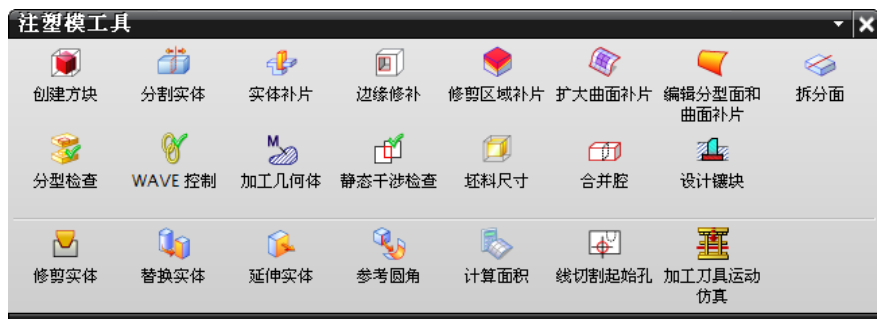 注塑模工具
创建方块 分割实体 实体补片 边缘修补 修剪区域补片 扩大曲面补片 编辑分型面和 拆分面
曲面补片
分型检查 WAVE 控制 加工几何体 静态干涉检查 坯料尺寸 合并腔 设计镶块
修剪实体 替换实体 延伸实体 参考圆角 计算面积 线切割起始孔 加工刀具运动
仿真